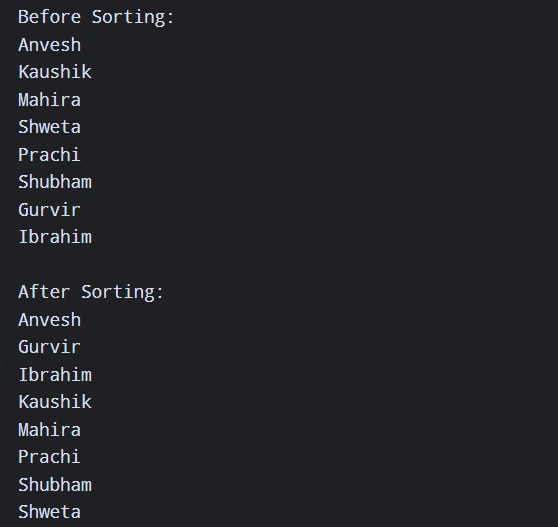 Before Sorting:
Anvesh
Kaushik
Mahira
Shweta
Prachi
Shubham
Gurvir
Ibrahim
After Sorting:
Anvesh
Gurvir
Ibrahim
Kaushik
Mahira
Prachi
Shubham
Shweta